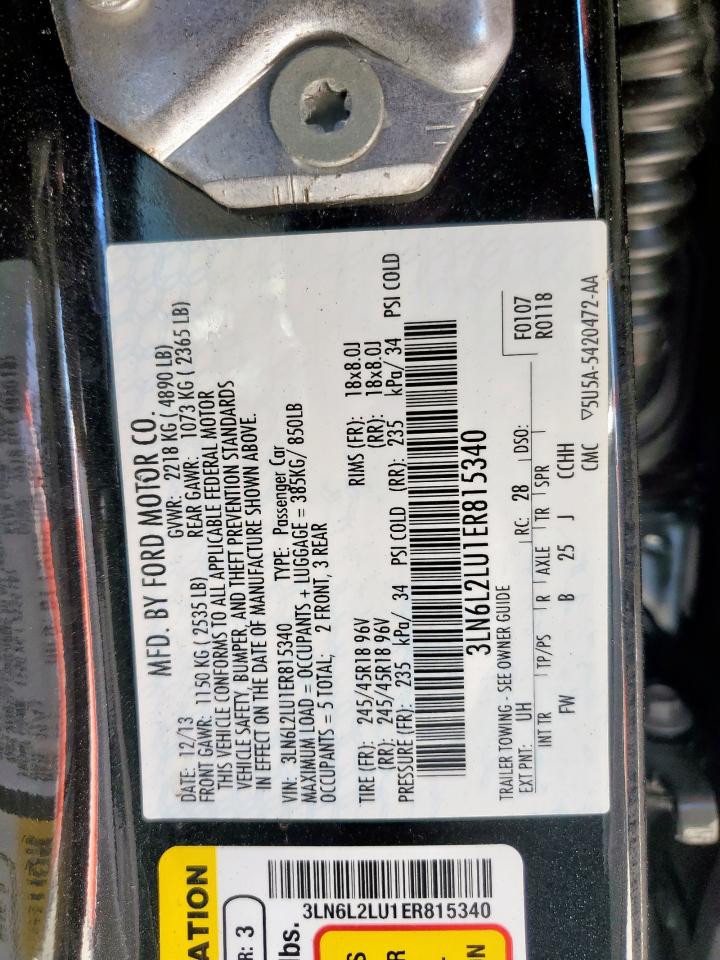 MFD. BY FORD MOTOR CO.
DATE: 12/13 GVWR: 2218 KG ( 4890 LB)
FRONT GAWR: 1150 KG ( 2535 LB) REAR GAWR: 1073 KG ( 2365 LB)
THIS VEHICLE CONFORMS TO ALL APPLICABLE FEDERAL MOTOR
VEHICLE SAFETY, BUMPER, AND THEFT PREVENTION STANDARDS
IN EFFECT ON THE DATE OF MANUFACTURE SHOWN ABOVE.
VIN: 3LN6L2LU1ER815340 TYPE: Passenger Car
MAXIMUM LOAD = OCCUPANTS + LUGGAGE = 385KG/ 850LB
OCCUPANTS = 5 TOTAL; 2 FRONT, 3 REAR
TIRE (FR): 245/45R18 96V RIMS (FR): 18x8.0J
(RR): 245/45R18 96V (RR): 18x8.0J
PRESSURE (FR): 235 kPa/ 34 PSI COLD (RR): 235 kPa/ 34 PSI COLD
3LN6L2LU1ER815340
TRAILER TOWING - SEE OWNER GUIDE
EXT PNT: UH RC: 28 DSO: F0107
R0118
INT TR TP/PS R AXLE TR SPR
FW B 25 J CCHH
CMC ▽5U5A-5420472-AA
ATION
R: 3
lbs.
3LN6L2LU1ER815340
S
R
N